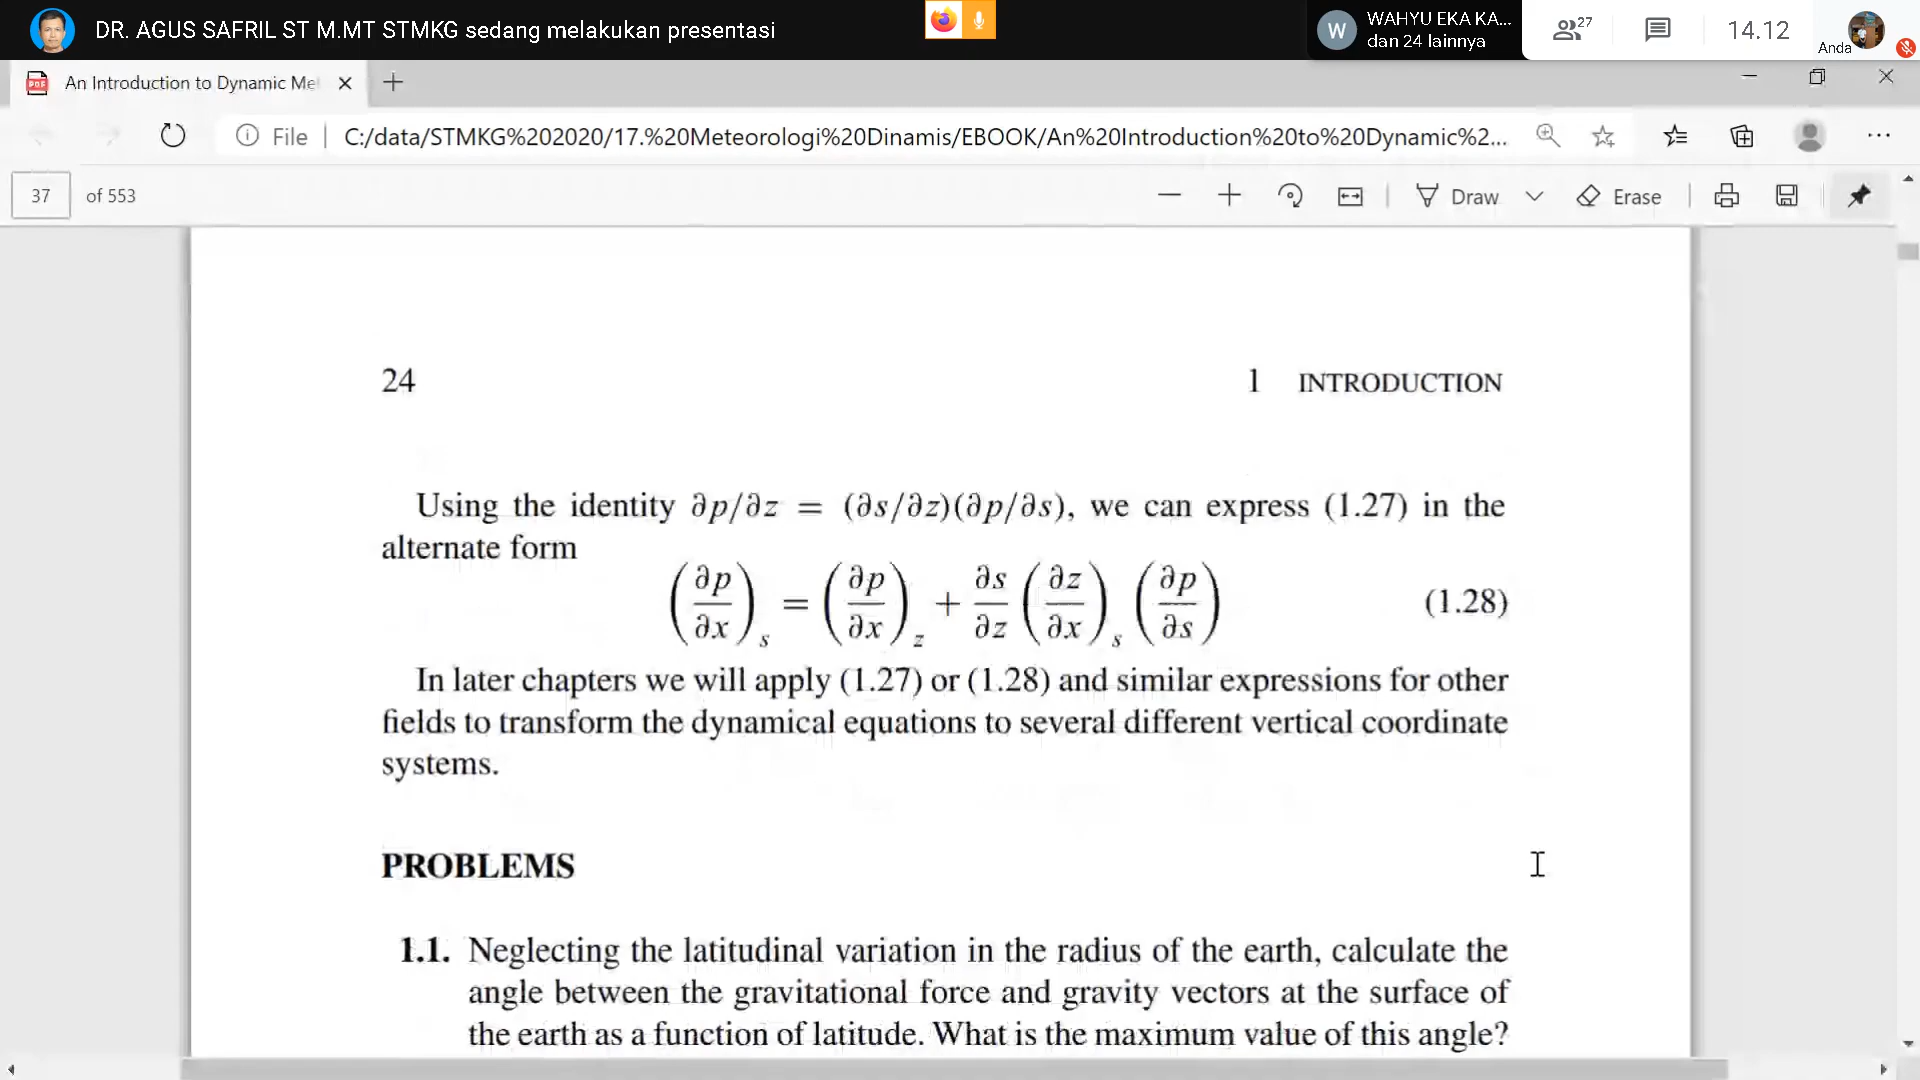 DR. AGUS SAFRIL ST M.MT STMKG sedang melakukan presentasi
W
WAHYU EKA KA...
dan 24 lainnya
27
14.12
Anda
PDF
An Introduction to Dynamic Me
File
C:/data/STMKG%202020/17.%20Meteorologi%20Dinamis/EBOOK/An%20Introduction%20to%20Dynamic%2...
37
of 553
Draw
Erase
24
1 INTRODUCTION
Using the identity ∂p/∂z = (∂s/∂z)(∂p/∂s), we can express (1.27) in the
alternate form
(∂p/∂x)_s = (∂p/∂x)_z + ∂s/∂z (∂z/∂x)_s (∂p/∂s) (1.28)
In later chapters we will apply (1.27) or (1.28) and similar expressions for other
fields to transform the dynamical equations to several different vertical coordinate
systems.
PROBLEMS
1.1. Neglecting the latitudinal variation in the radius of the earth, calculate the
angle between the gravitational force and gravity vectors at the surface of
the earth as a function of latitude. What is the maximum value of this angle?